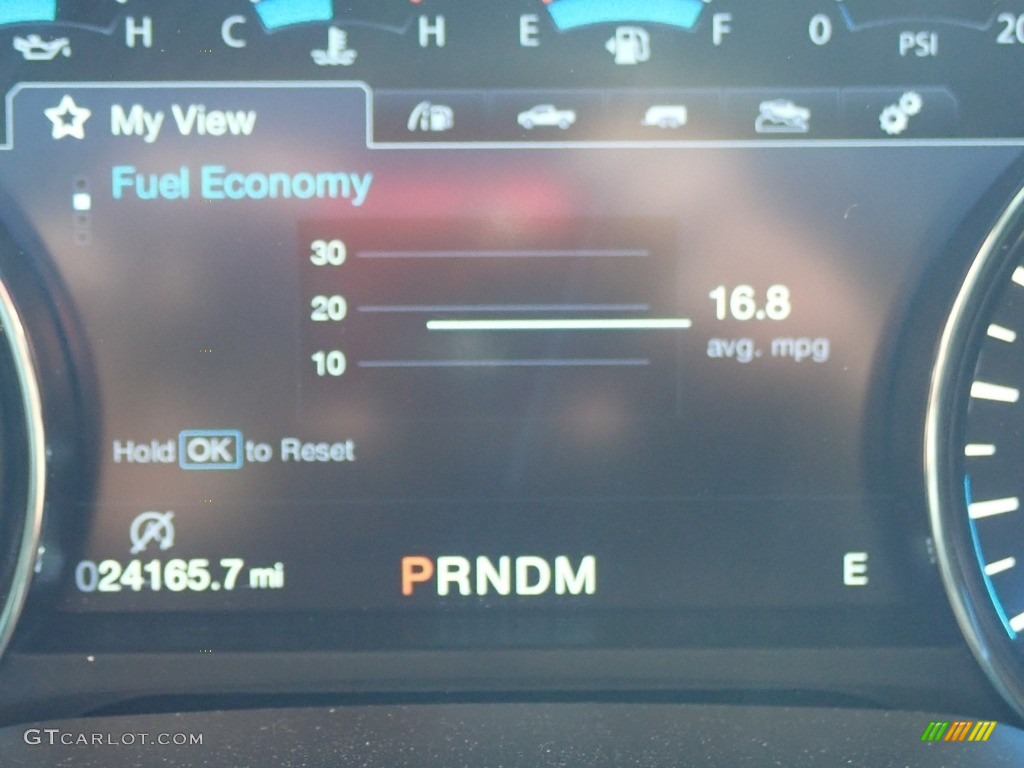 H C H E F 0 PSI
My View
Fuel Economy
30
20
16.8
avg. mpg
10
Hold OK to Reset
024165.7 mi PRNDM E
GTCARLOT.COM